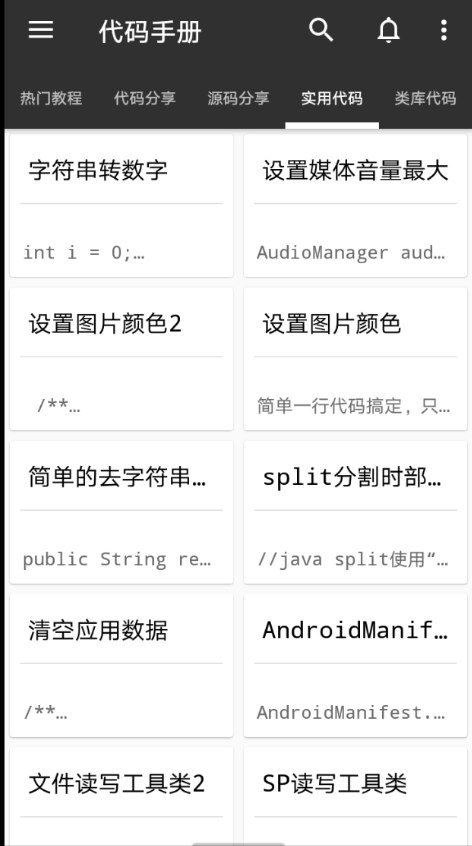 代码手册
热门教程 代码分享 源码分享 实用代码 类库代码
字符串转数字 设置媒体音量最大
int i = 0;… AudioManager aud…
设置图片颜色2 设置图片颜色
/**… 简单一行代码搞定，只…
简单的去字符串… split分割时部…
public String re… //java split使用“…
清空应用数据 AndroidManif…
/**… AndroidManifest.…
文件读写工具类2 SP读写工具类